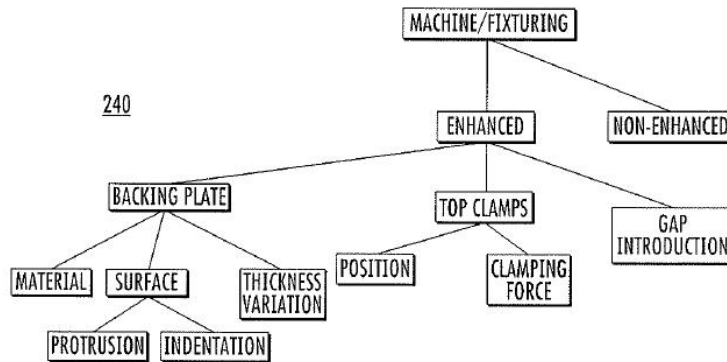 MACHINE/FIXTURING
240
ENHANCED
NON-ENHANCED
BACKING PLATE
TOP CLAMPS
GAP
INTRODUCTION
MATERIAL
SURFACE
THICKNESS
VARIATION
POSITION
CLAMPING
FORCE
PROTRUSION
INDENTATION